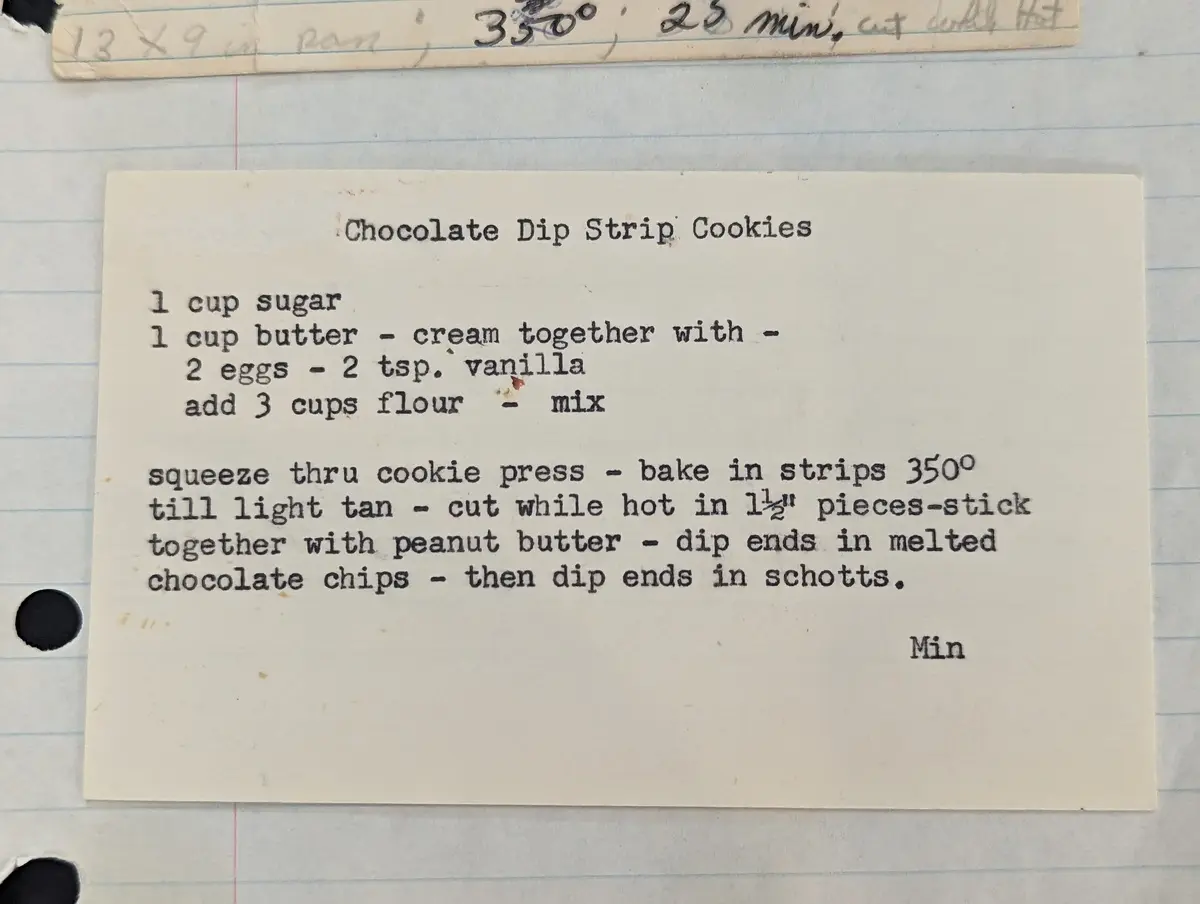 13 x 9 in pan ; 350° ; 25 min. cut while Hot
Chocolate Dip Strip Cookies
1 cup sugar
1 cup butter - cream together with -
2 eggs - 2 tsp. vanilla
add 3 cups flour - mix
squeeze thru cookie press - bake in strips 350°
till light tan - cut while hot in 1½" pieces-stick
together with peanut butter - dip ends in melted
chocolate chips - then dip ends in schotts.
Min